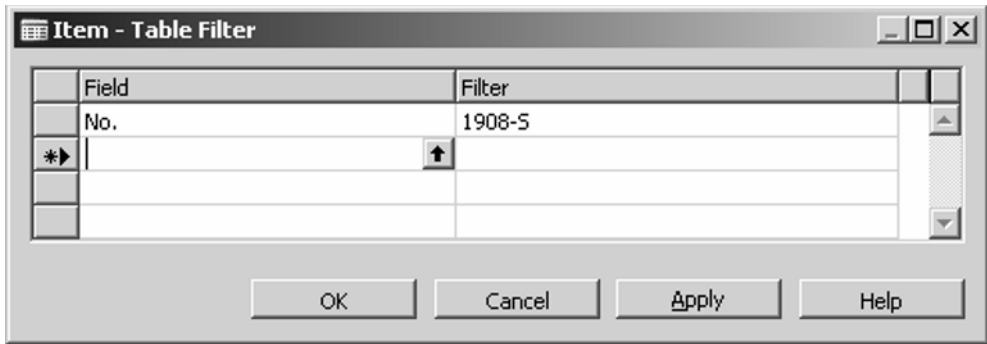 Item - Table Filter
Field Filter
No. 1908-S
OK Cancel Apply Help